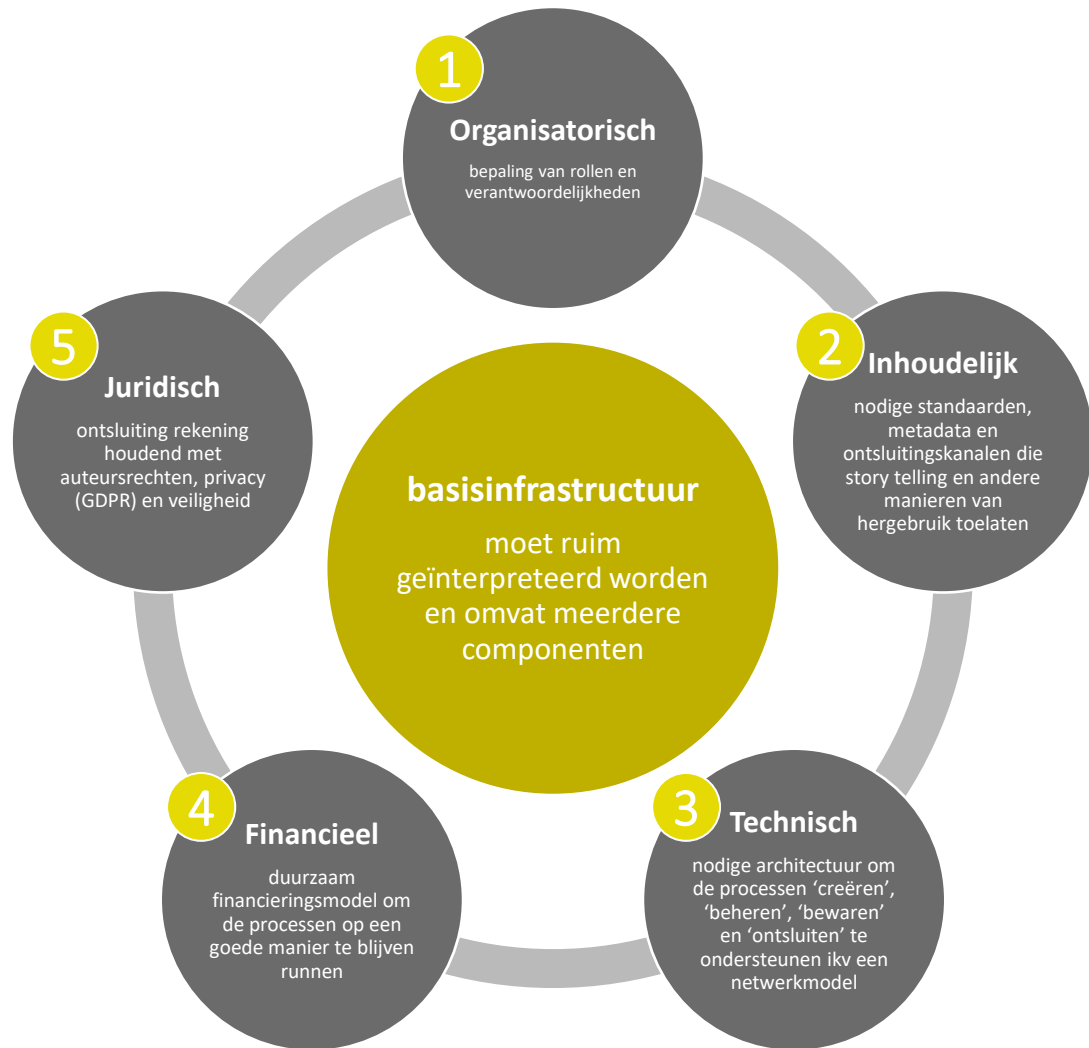 1
Organisatorisch
bepaling van rollen en
verantwoordelijkheden
2
Inhoudelijk
nodige standaarden,
metadata en
ontsluitingskanalen die
story telling en andere
manieren van
hergebruik toelaten
3
Technisch
nodige architectuur om
de processen ‘creëren’,
‘beheren’, ‘bewaren’
en ‘ontsluiten’ te
ondersteunen ikv een
netwerkmodel
4
Financieel
duurzaam
financieringsmodel om
de processen op een
goede manier te blijven
runnen
5
Juridisch
ontsluiting rekening
houdend met
auteursrechten, privacy
(GDPR) en veiligheid
basisinfrastructuur
moet ruim
geïnterpreteerd worden
en omvat meerdere
componenten